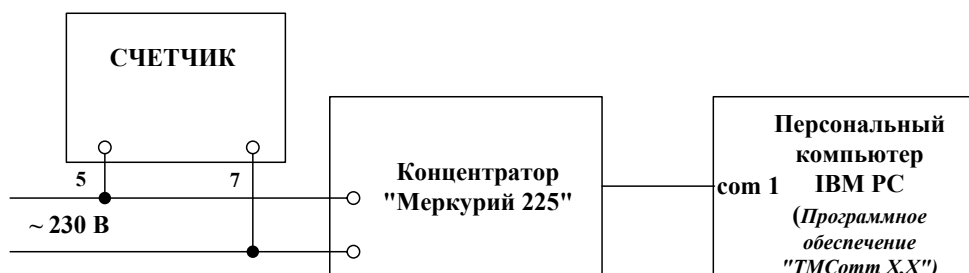 СЧЕТЧИК
5
7
~ 230 В
Концентратор
"Меркурий 225"
com 1
Персональный
компьютер
IBM PC
(Программное
обеспечение
"TMComm X.X")